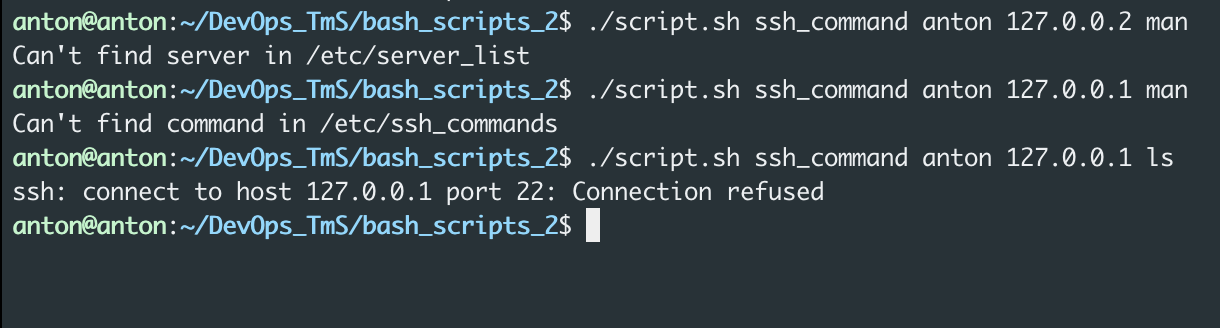 anton@anton:~/DevOps_TmS/bash_scripts_2$ ./script.sh ssh_command anton 127.0.0.2 man
Can't find server in /etc/server_list
anton@anton:~/DevOps_TmS/bash_scripts_2$ ./script.sh ssh_command anton 127.0.0.1 man
Can't find command in /etc/ssh_commands
anton@anton:~/DevOps_TmS/bash_scripts_2$ ./script.sh ssh_command anton 127.0.0.1 ls
ssh: connect to host 127.0.0.1 port 22: Connection refused
anton@anton:~/DevOps_TmS/bash_scripts_2$